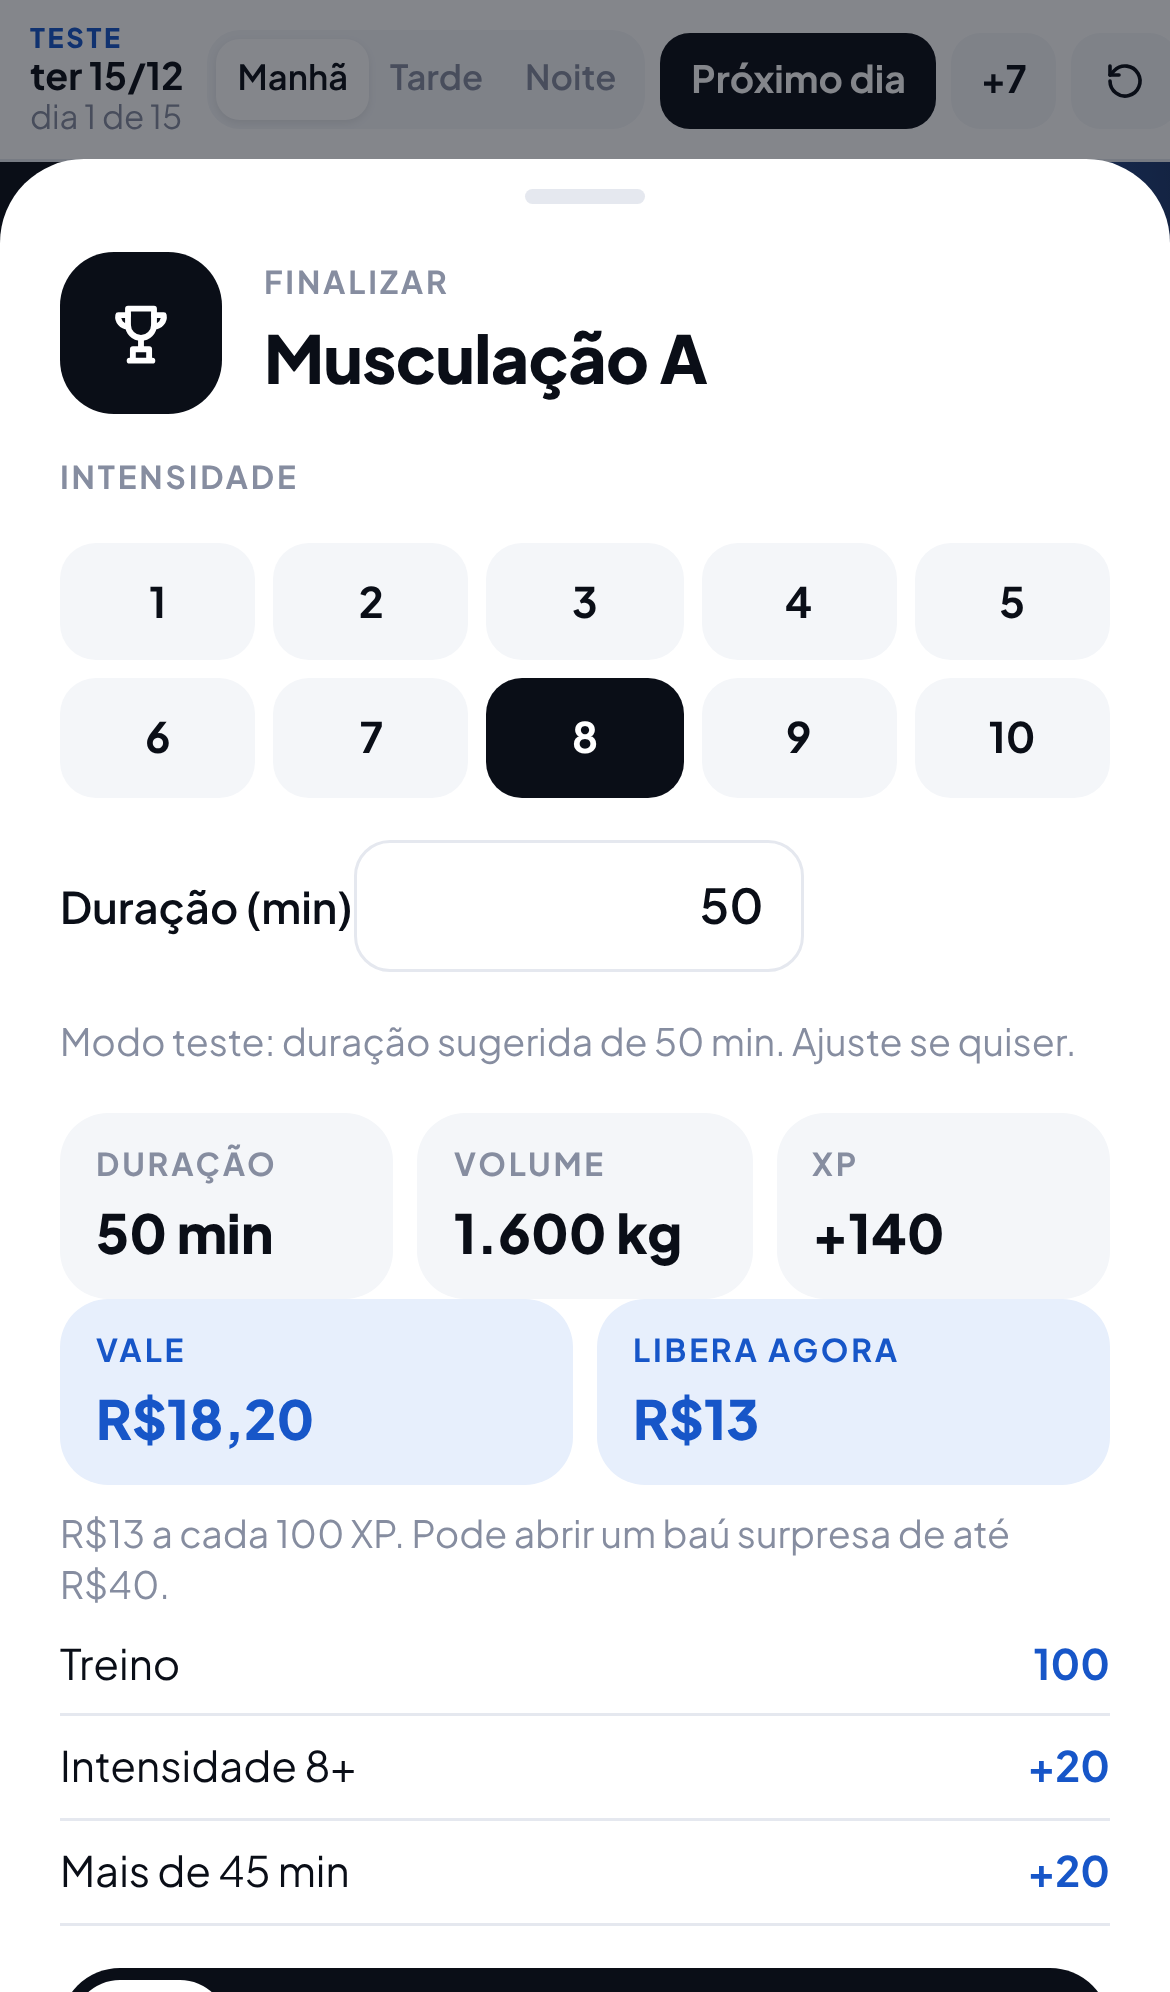 TESTE
ter 15/12
dia 1 de 15
Manhã
Tarde
Noite
Próximo dia
+7
FINALIZAR
Musculação A
INTENSIDADE
1
2
3
4
5
6
7
8
9
10
Duração (min)
50
Modo teste: duração sugerida de 50 min. Ajuste se quiser.
DURAÇÃO
50 min
VOLUME
1.600 kg
XP
+140
VALE
R$18,20
LIBERA AGORA
R$13
R$13 a cada 100 XP. Pode abrir um baú surpresa de até
R$40.
Treino
100
Intensidade 8+
+20
Mais de 45 min
+20